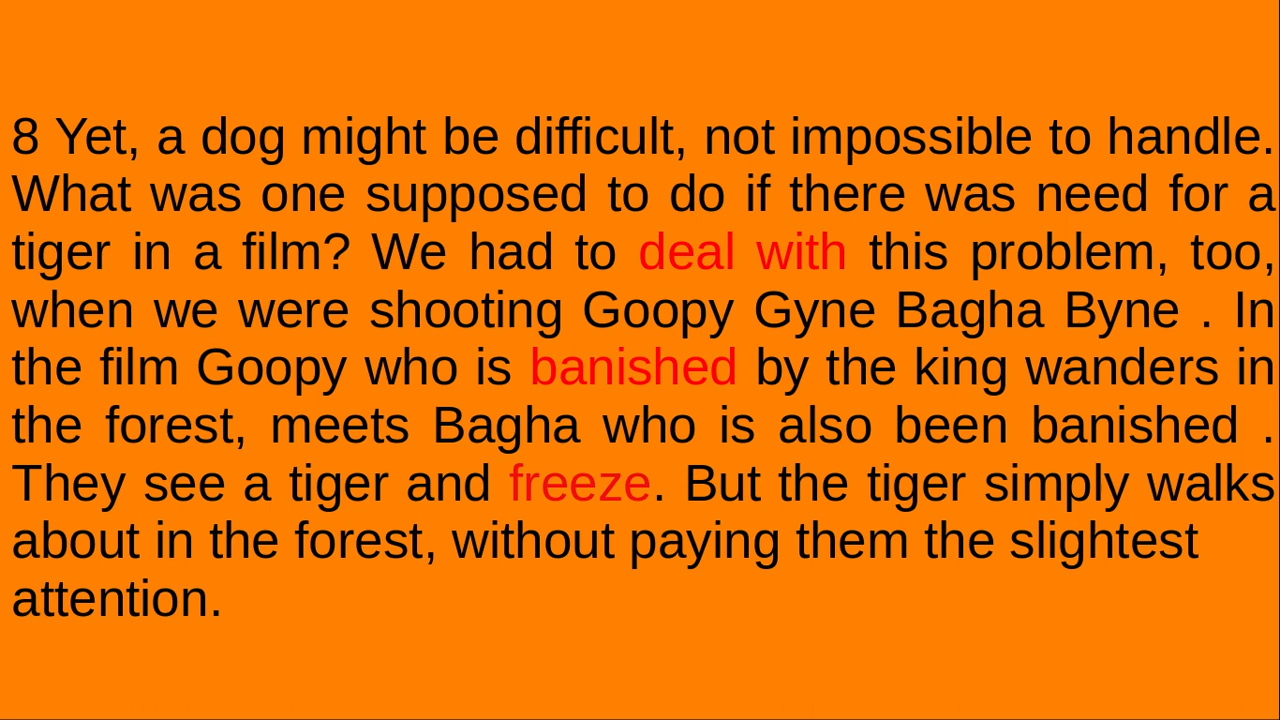 8 Yet, a dog might be difficult, not impossible to handle.
What was one supposed to do if there was need for a
tiger in a film? We had to deal with this problem, too,
when we were shooting Goopy Gyne Bagha Byne . In
the film Goopy who is banished by the king wanders in
the forest, meets Bagha who is also been banished .
They see a tiger and freeze. But the tiger simply walks
about in the forest, without paying them the slightest
attention.